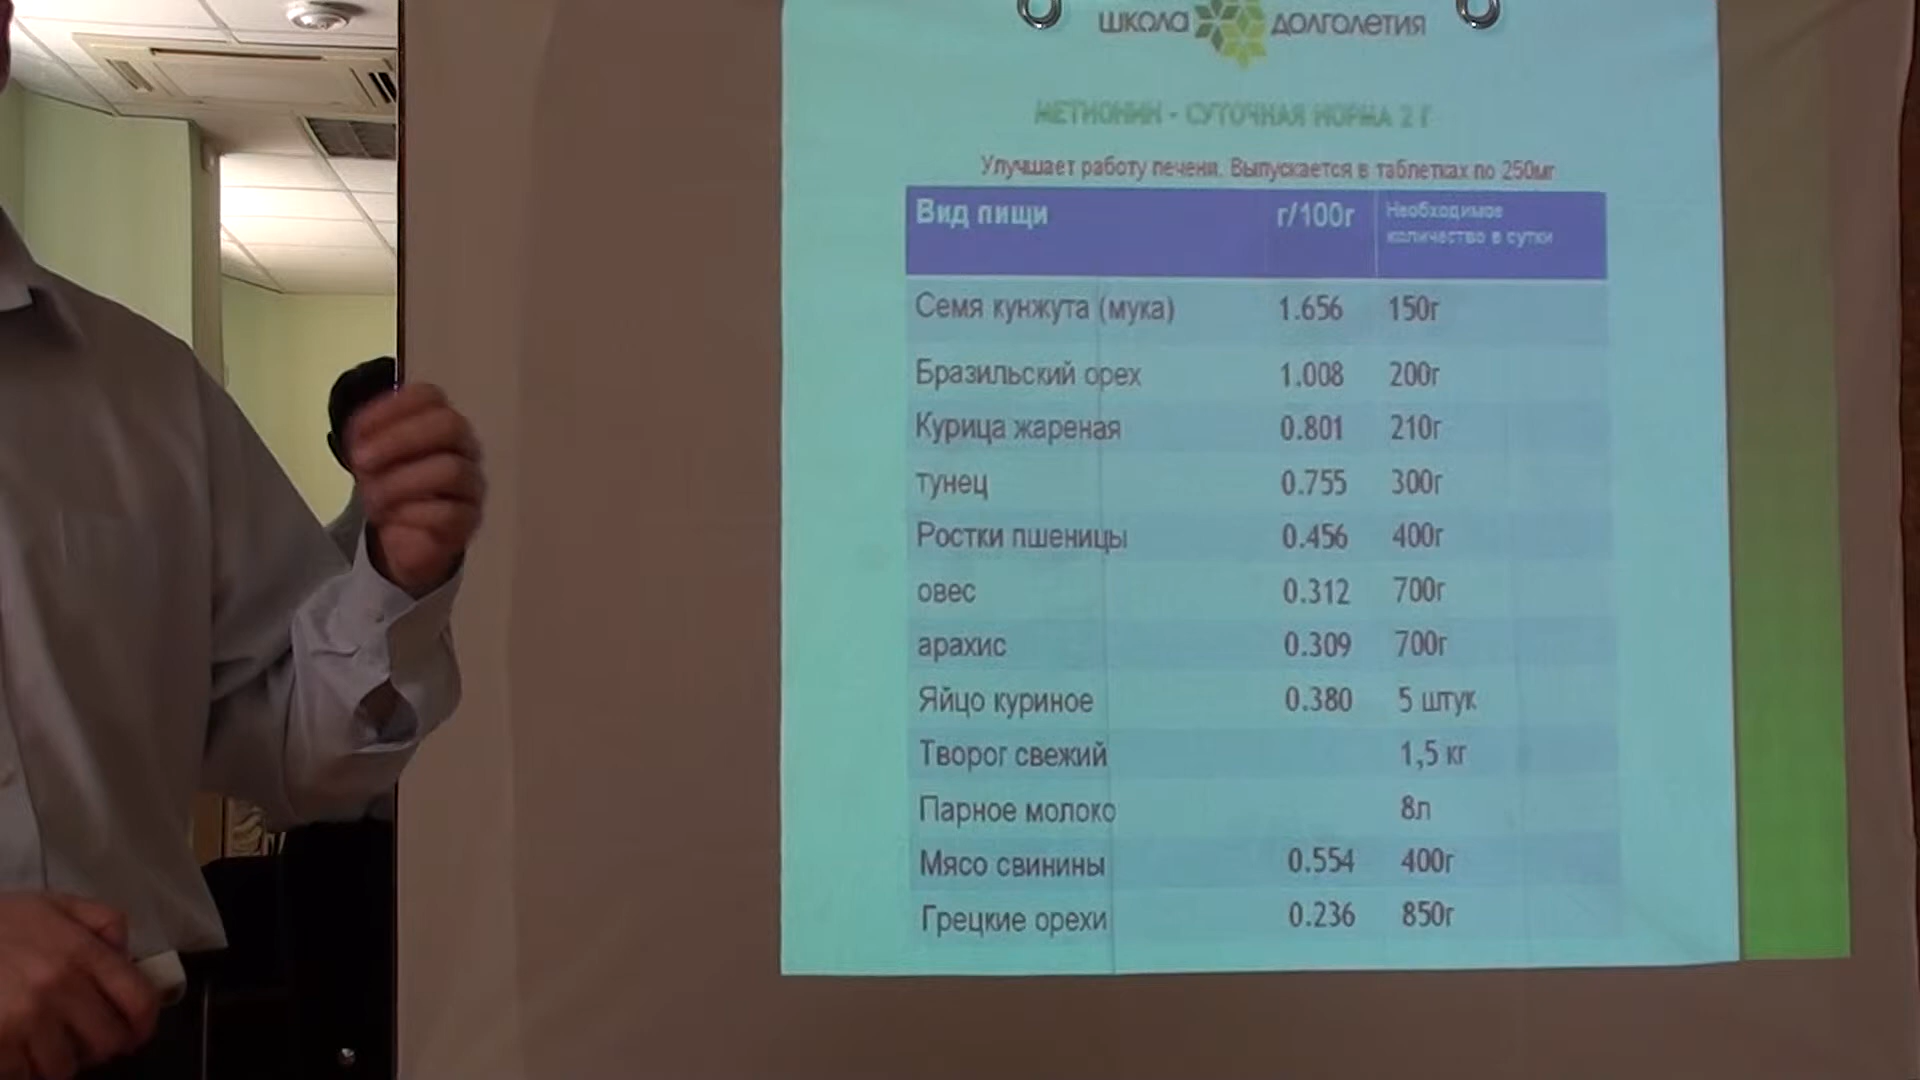 школа долголетия
МЕТИОНИН - СУТОЧНАЯ НОРМА 2 Г
Улучшает работу печени. Выпускается в таблетках по 250мг
Вид пищи г/100г Необходимое
количество в сутки
Семя кунжута (мука) 1.656 150г
Бразильский орех 1.008 200г
Курица жареная 0.801 210г
тунец 0.755 300г
Ростки пшеницы 0.456 400г
овес 0.312 700г
арахис 0.309 700г
Яйцо куриное 0.380 5 штук
Творог свежий 1,5 кг
Парное молоко 8л
Мясо свинины 0.554 400г
Грецкие орехи 0.236 850г